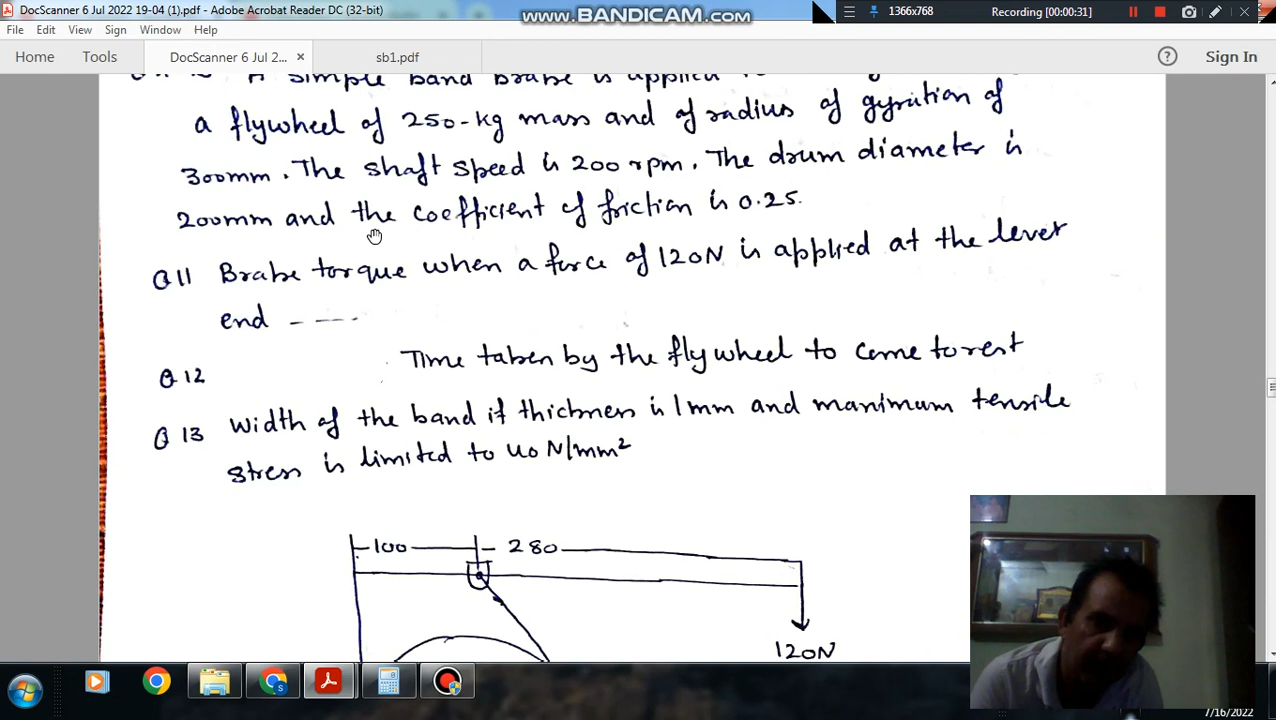 DocScanner 6 Jul 2022 19-04 (1).pdf - Adobe Acrobat Reader DC (32-bit)
www.BANDICAM.com
1366x768
Recording [00:00:31]
File Edit View Sign Window Help
Home Tools DocScanner 6 Jul 2... × sb1.pdf
Sign In
A simple band brake is applied
a flywheel of 250-kg mass and of radius of gyration of
300mm. The shaft speed is 200 rpm. The drum diameter is
200mm and the coefficient of friction is 0.25.
Q11 Brake torque when a force of 120N is applied at the lever
end ----
Q12 Time taken by the flywheel to come to rest
Q13 Width of the band if thickness is 1mm and maximum tensile
stress is limited to 40 N/mm²
100 280
120N
7/16/2022